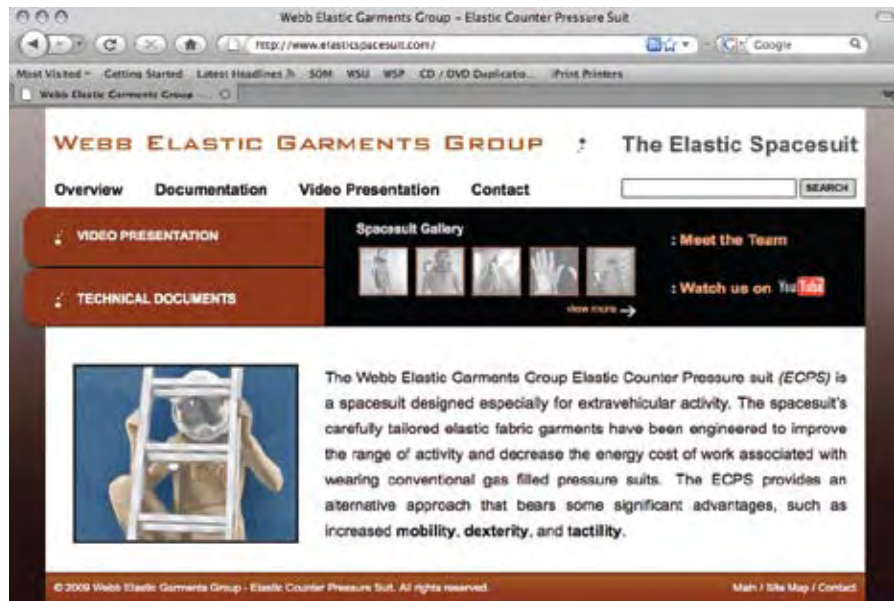 Webb Elastic Garments Group – Elastic Counter Pressure Suit
http://www.elasticspacesuit.com/
Google
Most Visited Getting Started Latest Headlines SOM WSU WSP CD / DVD Duplicatio... iPrint Printers
Webb Elastic Garments Group
WEBB ELASTIC GARMENTS GROUP : The Elastic Spacesuit
Overview Documentation Video Presentation Contact SEARCH
VIDEO PRESENTATION
TECHNICAL DOCUMENTS
Spacesuit Gallery
view more
: Meet the Team
: Watch us on YouTube
The Webb Elastic Garments Group Elastic Counter Pressure suit (ECPS) is
a spacesuit designed especially for extravehicular activity. The spacesuit's
carefully tailored elastic fabric garments have been engineered to improve
the range of activity and decrease the energy cost of work associated with
wearing conventional gas filled pressure suits. The ECPS provides an
alternative approach that bears some significant advantages, such as
increased mobility, dexterity, and tactility.
© 2009 Webb Elastic Garments Group - Elastic Counter Pressure Suit. All rights reserved. Main / Site Map / Contact